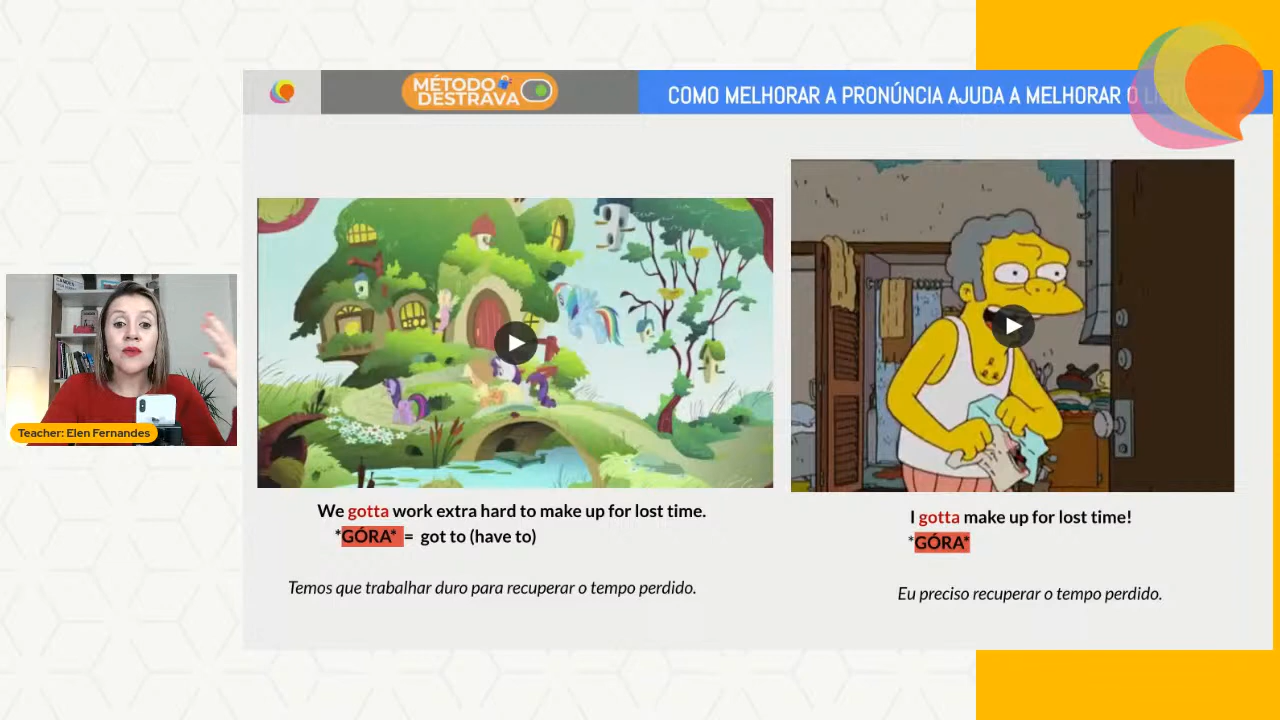 MÉTODO
DESTRAVA
COMO MELHORAR A PRONÚNCIA AJUDA A MELHORAR O
We gotta work extra hard to make up for lost time.
*GÓRA* = got to (have to)
Temos que trabalhar duro para recuperar o tempo perdido.
I gotta make up for lost time!
*GÓRA*
Eu preciso recuperar o tempo perdido.
Teacher: Elen Fernandes